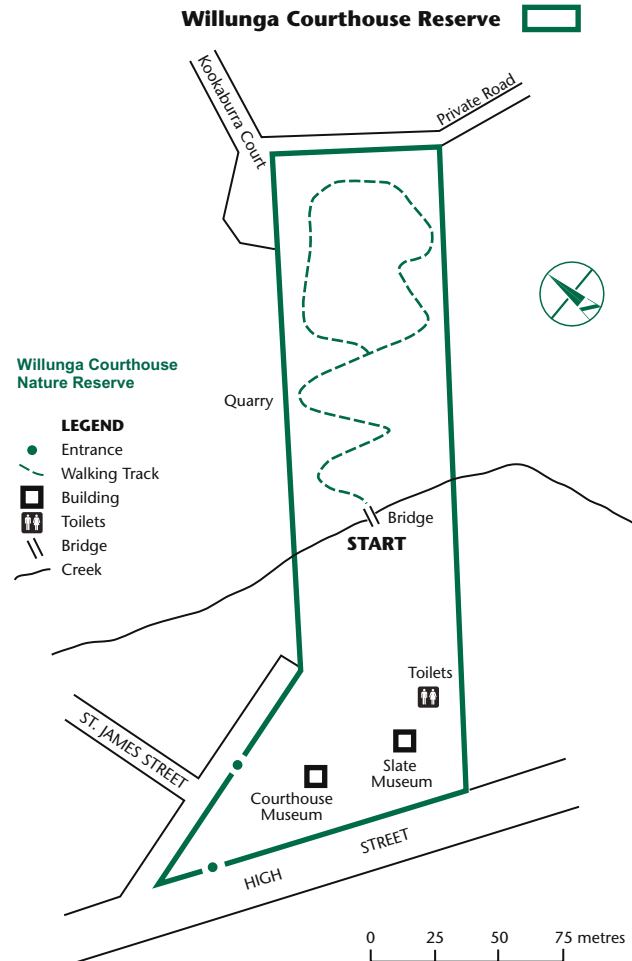 Willunga Courthouse Reserve
Kookaburra Court
Private Road
Willunga Courthouse
Nature Reserve
LEGEND
Entrance
Walking Track
Building
Toilets
Bridge
Creek
Quarry
Bridge
START
Toilets
ST. JAMES STREET
Slate
Museum
Courthouse
Museum
HIGH STREET
0 25 50 75 metres